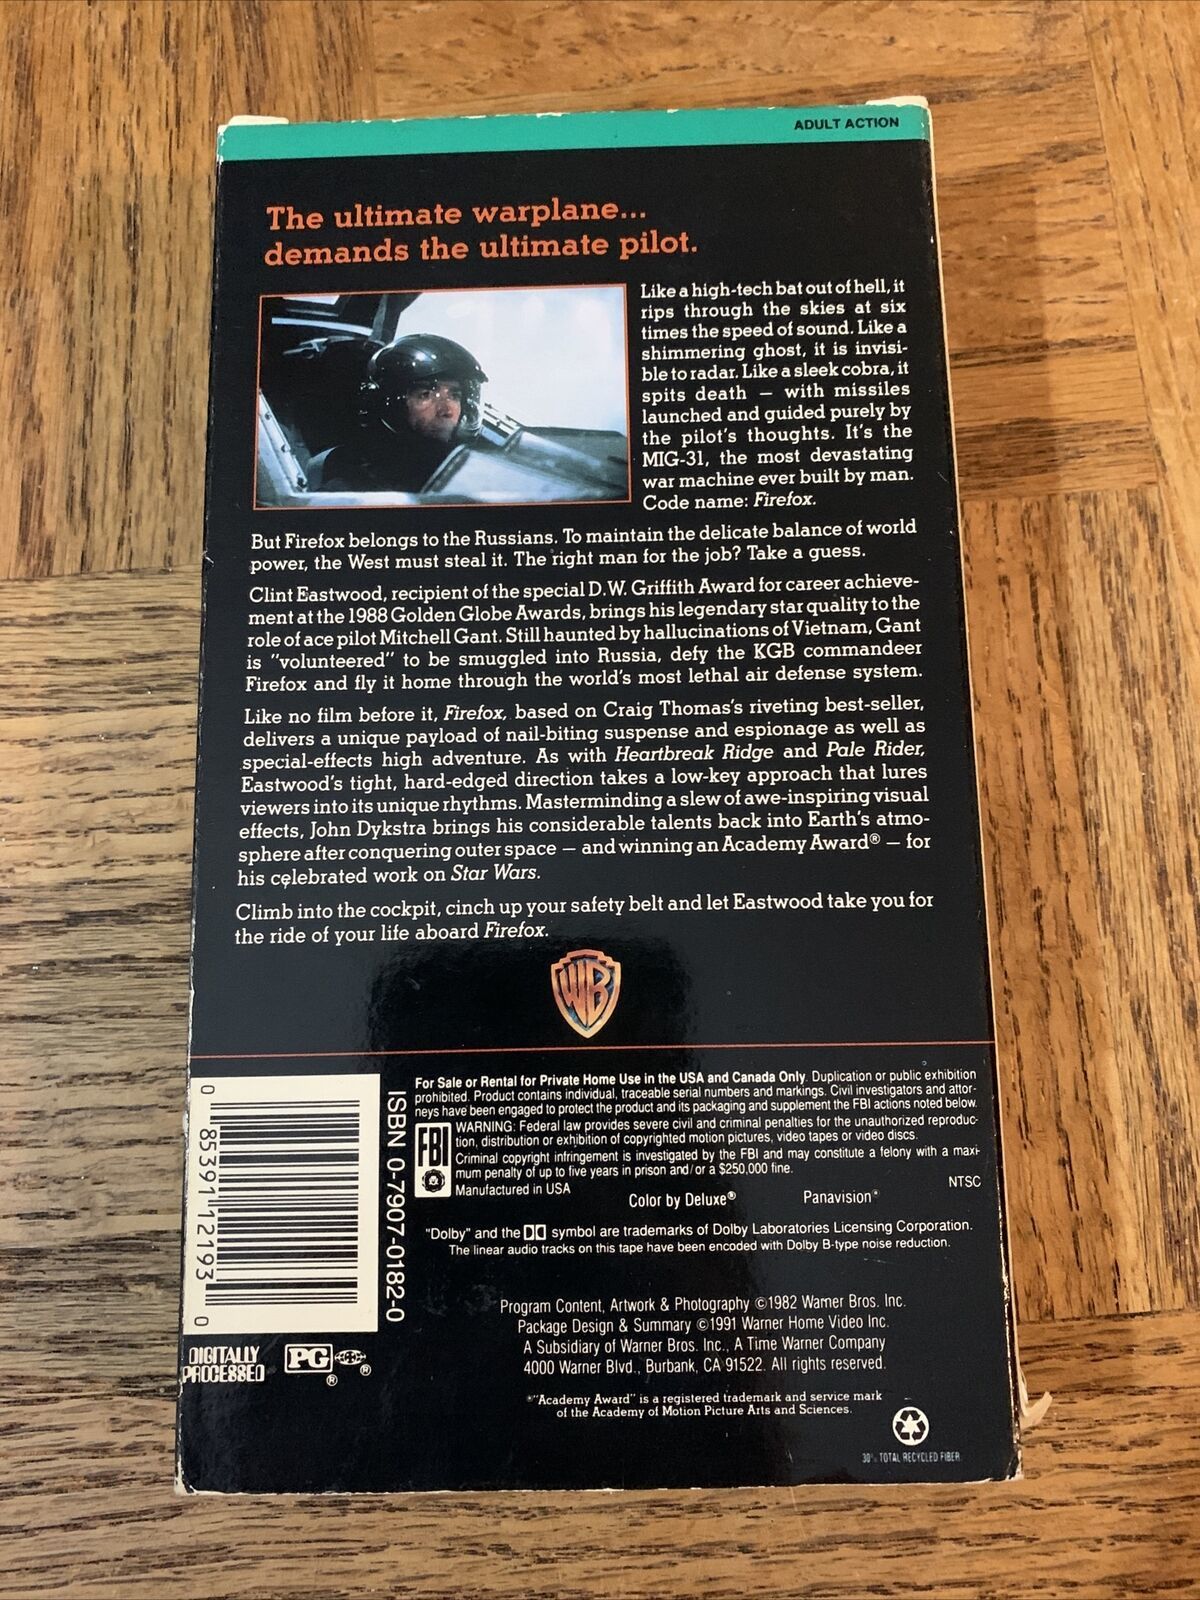 ADULT ACTION
The ultimate warplane...
demands the ultimate pilot.
Like a high-tech bat out of hell, it
rips through the skies at six
times the speed of sound. Like a
shimmering ghost, it is invisi-
ble to radar. Like a sleek cobra, it
spits death — with missiles
launched and guided purely by
the pilot's thoughts. It's the
MIG-31, the most devastating
war machine ever built by man.
Code name: Firefox.
But Firefox belongs to the Russians. To maintain the delicate balance of world
power, the West must steal it. The right man for the job? Take a guess.
Clint Eastwood, recipient of the special D.W. Griffith Award for career achieve-
ment at the 1988 Golden Globe Awards, brings his legendary star quality to the
role of ace pilot Mitchell Gant. Still haunted by hallucinations of Vietnam, Gant
is "volunteered" to be smuggled into Russia, defy the KGB commandeer
Firefox and fly it home through the world's most lethal air defense system.
Like no film before it, Firefox, based on Craig Thomas's riveting best-seller,
delivers a unique payload of nail-biting suspense and espionage as well as
special-effects high adventure. As with Heartbreak Ridge and Pale Rider,
Eastwood's tight, hard-edged direction takes a low-key approach that lures
viewers into its unique rhythms. Masterminding a slew of awe-inspiring visual
effects, John Dykstra brings his considerable talents back into Earth's atmo-
sphere after conquering outer space — and winning an Academy Award® — for
his celebrated work on Star Wars.
Climb into the cockpit, cinch up your safety belt and let Eastwood take you for
the ride of your life aboard Firefox.
WB
For Sale or Rental for Private Home Use in the USA and Canada Only. Duplication or public exhibition
prohibited. Product contains individual, traceable serial numbers and markings. Civil investigators and attor-
neys have been engaged to protect the product and its packaging and supplement the FBI actions noted below.
FBI
WARNING: Federal law provides severe civil and criminal penalties for the unauthorized reproduc-
tion, distribution or exhibition of copyrighted motion pictures, video tapes or video discs.
Criminal copyright infringement is investigated by the FBI and may constitute a felony with a maxi-
mum penalty of up to five years in prison and/or a $250,000 fine.
Manufactured in USA
Color by Deluxe® Panavision® NTSC
"Dolby" and the symbol are trademarks of Dolby Laboratories Licensing Corporation.
The linear audio tracks on this tape have been encoded with Dolby B-type noise reduction.
Program Content, Artwork & Photography ©1982 Warner Bros. Inc.
Package Design & Summary ©1991 Warner Home Video Inc.
A Subsidiary of Warner Bros. Inc., A Time Warner Company
4000 Warner Blvd., Burbank, CA 91522. All rights reserved.
®"Academy Award" is a registered trademark and service mark
of the Academy of Motion Picture Arts and Sciences.
30% TOTAL RECYCLED FIBER
0 85391 12193 0
ISBN 0-7907-0182-0
DIGITALLY
PROCESSED
PG ® ®